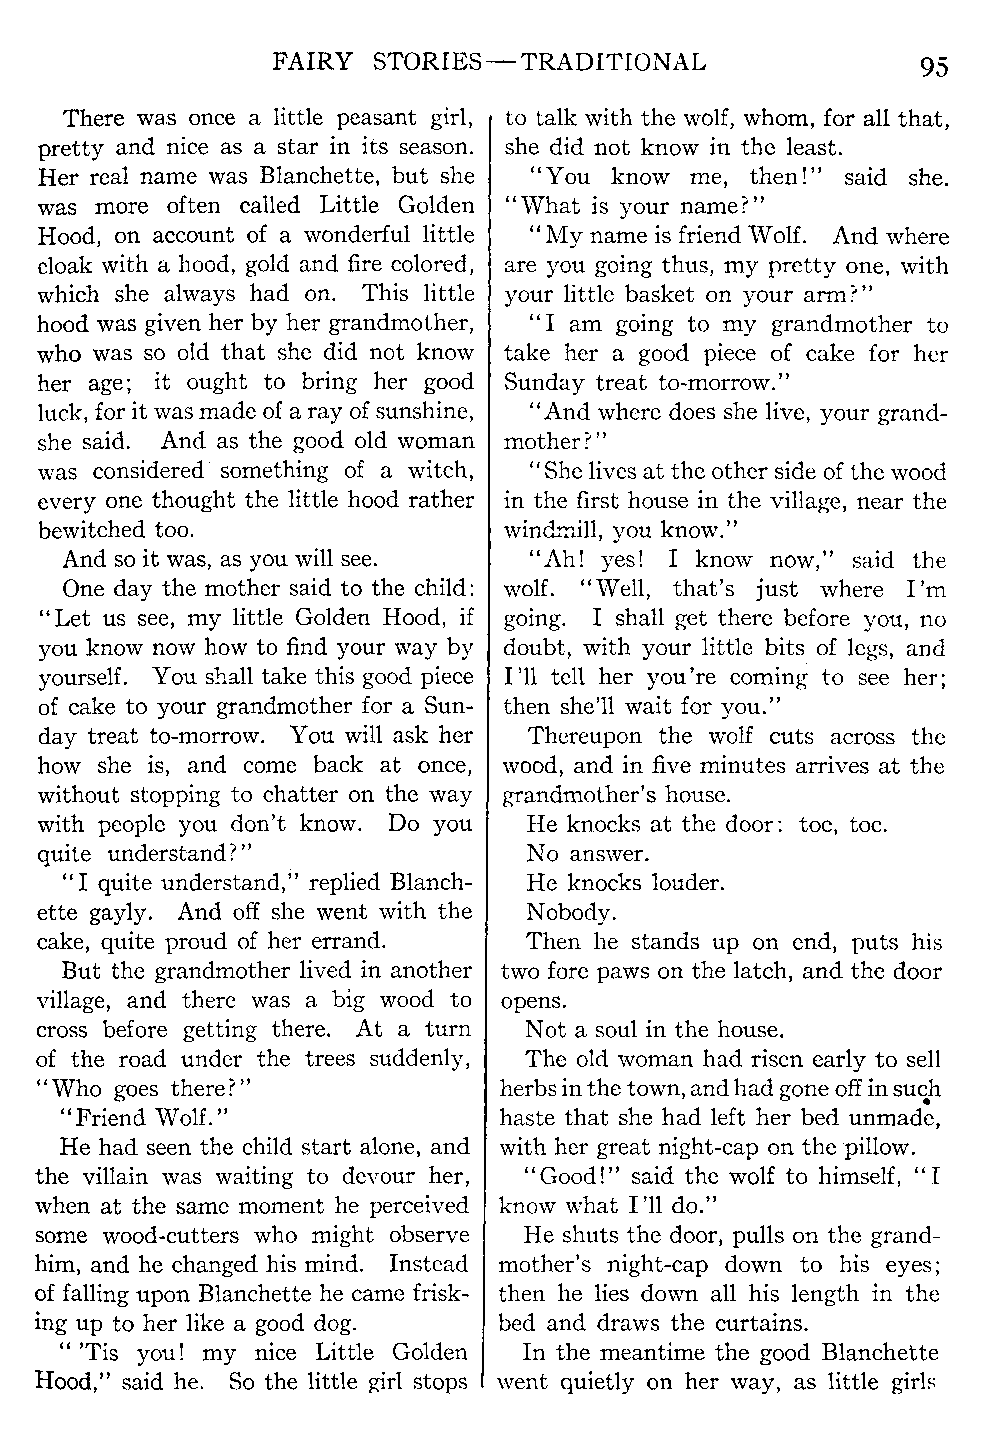 FAIRY STORIES—TRADITIONAL 95
There was once a little peasant girl,
pretty and nice as a star in its season.
Her real name was Blanchette, but she
was more often called Little Golden
Hood, on account of a wonderful little
cloak with a hood, gold and fire colored,
which she always had on. This little
hood was given her by her grandmother,
who was so old that she did not know
her age; it ought to bring her good
luck, for it was made of a ray of sunshine,
she said. And as the good old woman
was considered something of a witch,
every one thought the little hood rather
bewitched too.
And so it was, as you will see.
One day the mother said to the child:
"Let us see, my little Golden Hood, if
you know now how to find your way by
yourself. You shall take this good piece
of cake to your grandmother for a Sun-
day treat to-morrow. You will ask her
how she is, and come back at once,
without stopping to chatter on the way
with people you don't know. Do you
quite understand?"
"I quite understand," replied Blanch-
ette gayly. And off she went with the
cake, quite proud of her errand.
But the grandmother lived in another
village, and there was a big wood to
cross before getting there. At a turn
of the road under the trees suddenly,
"Who goes there?"
"Friend Wolf."
He had seen the child start alone, and
the villain was waiting to devour her,
when at the same moment he perceived
some wood-cutters who might observe
him, and he changed his mind. Instead
of falling upon Blanchette he came frisk-
ing up to her like a good dog.
"'Tis you! my nice Little Golden
Hood," said he. So the little girl stops
to talk with the wolf, whom, for all that,
she did not know in the least.
"You know me, then!" said she.
"What is your name?"
"My name is friend Wolf. And where
are you going thus, my pretty one, with
your little basket on your arm?"
"I am going to my grandmother to
take her a good piece of cake for her
Sunday treat to-morrow."
"And where does she live, your grand-
mother?"
"She lives at the other side of the wood
in the first house in the village, near the
windmill, you know."
"Ah! yes! I know now," said the
wolf. "Well, that's just where I'm
going. I shall get there before you, no
doubt, with your little bits of legs, and
I'll tell her you're coming to see her;
then she'll wait for you."
Thereupon the wolf cuts across the
wood, and in five minutes arrives at the
grandmother's house.
He knocks at the door: toc, toc.
No answer.
He knocks louder.
Nobody.
Then he stands up on end, puts his
two fore paws on the latch, and the door
opens.
Not a soul in the house.
The old woman had risen early to sell
herbs in the town, and had gone off in such
haste that she had left her bed unmade,
with her great night-cap on the pillow.
"Good!" said the wolf to himself, "I
know what I'll do."
He shuts the door, pulls on the grand-
mother's night-cap down to his eyes;
then he lies down all his length in the
bed and draws the curtains.
In the meantime the good Blanchette
went quietly on her way, as little girls